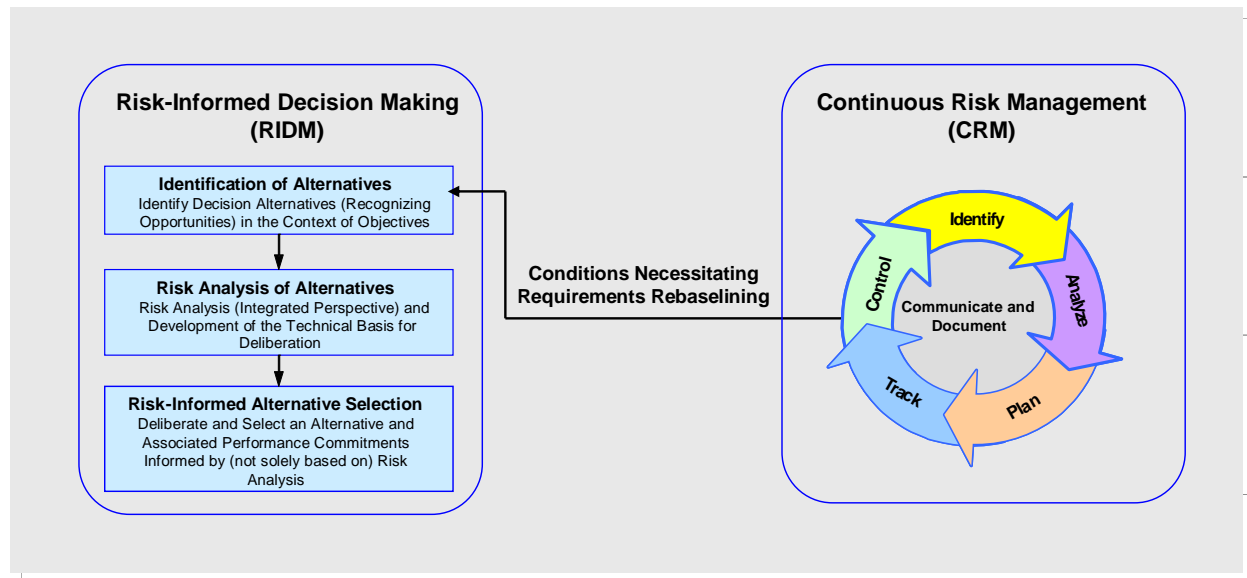 Risk-Informed Decision Making
(RIDM)
Identification of Alternatives
Identify Decision Alternatives (Recognizing
Opportunities) in the Context of Objectives
Risk Analysis of Alternatives
Risk Analysis (Integrated Perspective) and
Development of the Technical Basis for
Deliberation
Risk-Informed Alternative Selection
Deliberate and Select an Alternative and
Associated Performance Commitments
Informed by (not solely based on) Risk
Analysis
Conditions Necessitating
Requirements Rebaselining
Continuous Risk Management
(CRM)
Identify
Analyze
Plan
Track
Control
Communicate and
Document